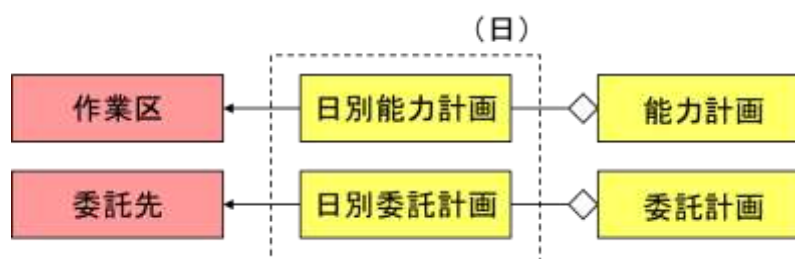 （日）
作業区
日別能力計画
能力計画
委託先
日別委託計画
委託計画